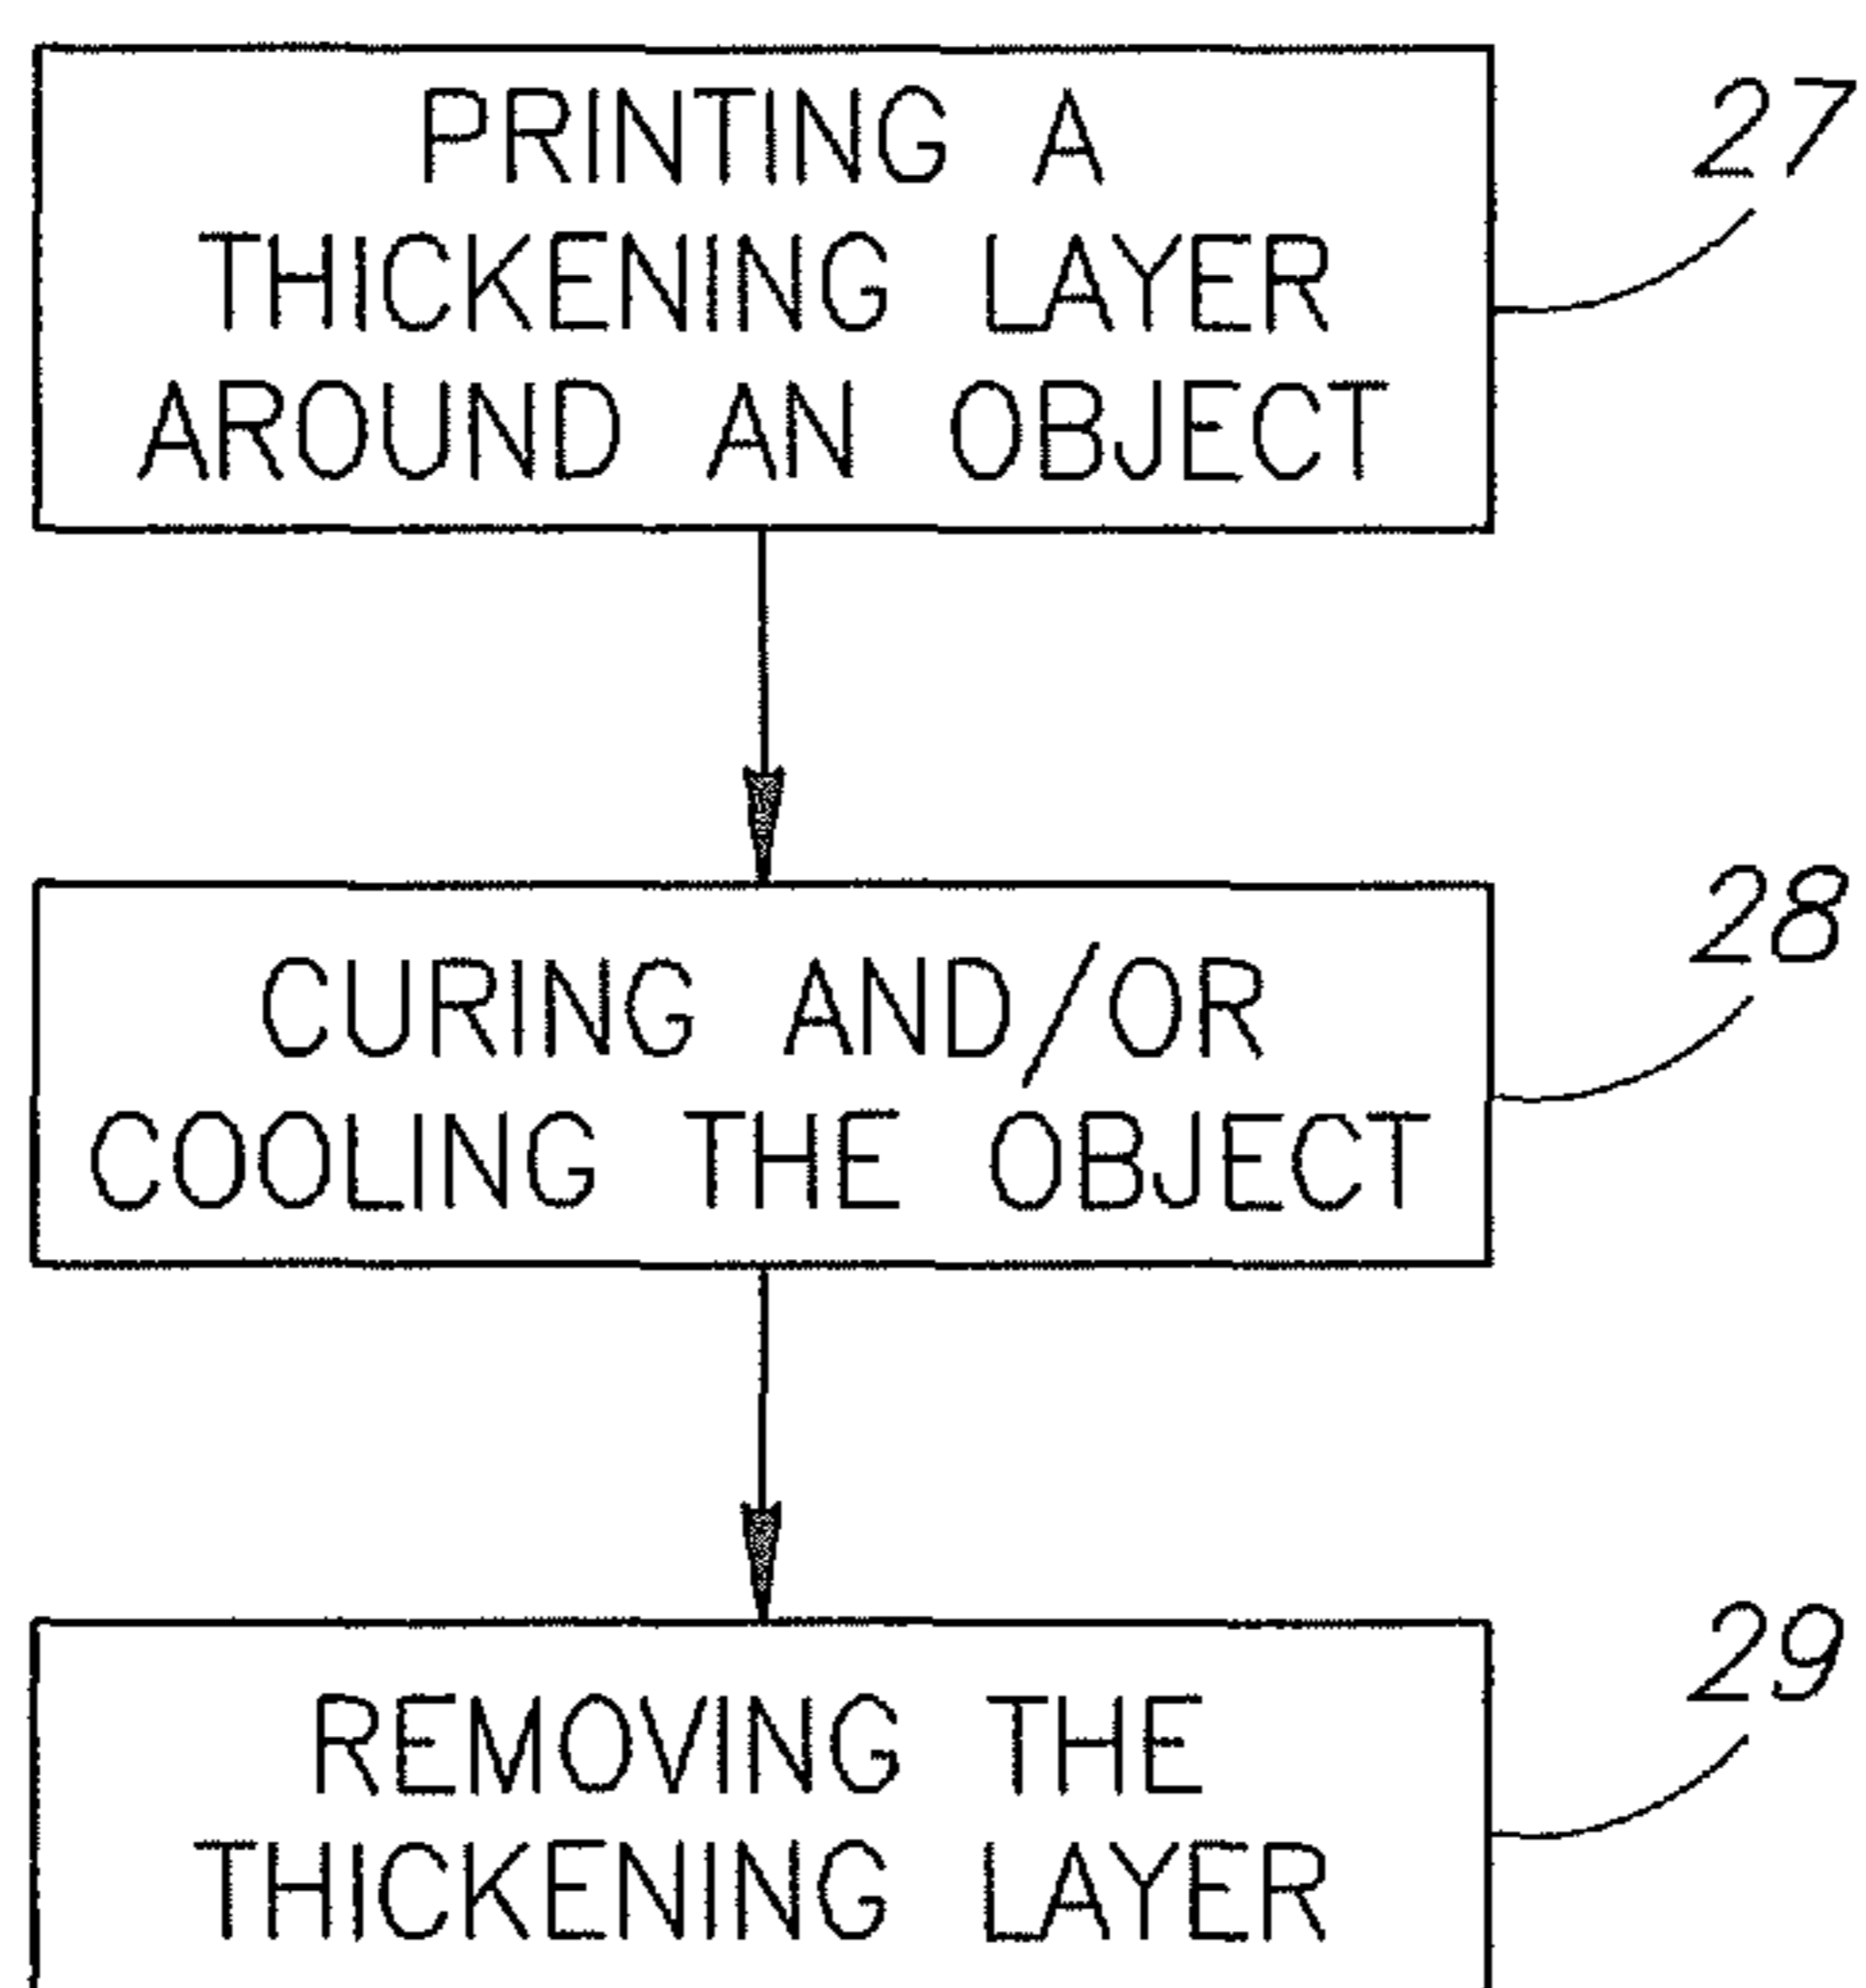 PRINTING A
THICKENING LAYER
AROUND AN OBJECT
27
CURING AND/OR
COOLING THE OBJECT
28
REMOVING THE
THICKENING LAYER
29